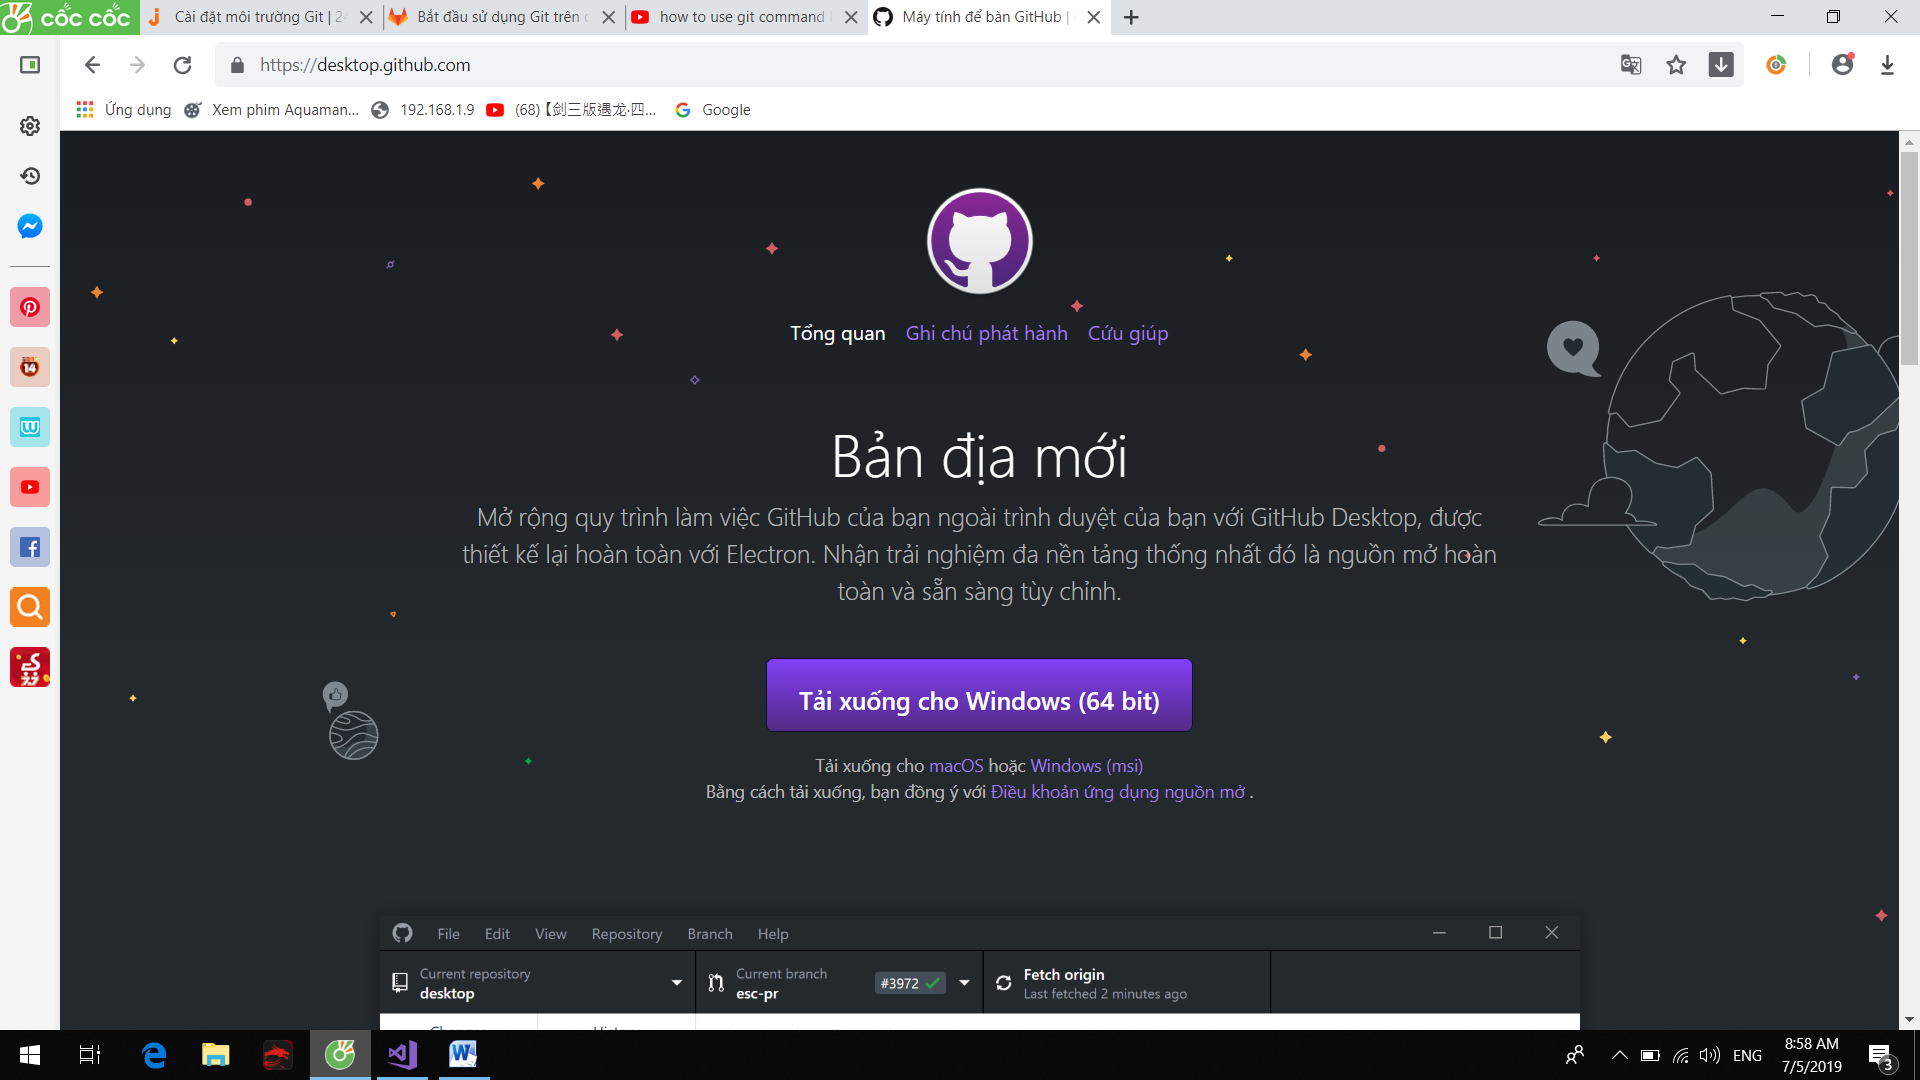 cốc cốc
Cài đặt môi trường Git | 24
Bắt đầu sử dụng Git trên
how to use git command
Máy tính để bàn GitHub |
https://desktop.github.com
Ứng dụng
Xem phim Aquaman...
192.168.1.9
(68)【剑三版遇龙·四...
Google
14
Tổng quan
Ghi chú phát hành
Cứu giúp
Bản địa mới
Mở rộng quy trình làm việc GitHub của bạn ngoài trình duyệt của bạn với GitHub Desktop, được
thiết kế lại hoàn toàn với Electron. Nhận trải nghiệm đa nền tảng thống nhất đó là nguồn mở hoàn
toàn và sẵn sàng tùy chỉnh.
Tải xuống cho Windows (64 bit)
Tải xuống cho macOS hoặc Windows (msi)
Bằng cách tải xuống, bạn đồng ý với Điều khoản ứng dụng nguồn mở .
File Edit View Repository Branch Help
Current repository
desktop
Current branch
esc-pr
#3972
Fetch origin
Last fetched 2 minutes ago
ENG
8:58 AM
7/5/2019
3